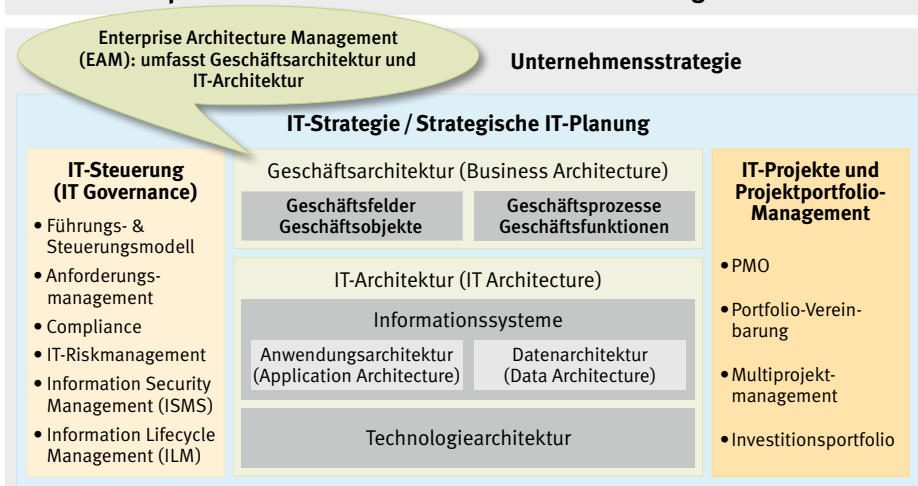 Enterprise Architecture Management
(EAM): umfasst Geschäftsarchitektur und
IT-Architektur
Unternehmensstrategie
IT-Strategie / Strategische IT-Planung
IT-Steuerung
(IT Governance)
• Führungs- &
Steuerungsmodell
• Anforderungs-
management
• Compliance
• IT-Riskmanagement
• Information Security
Management (ISMS)
• Information Lifecycle
Management (ILM)
Geschäftsarchitektur (Business Architecture)
Geschäftsfelder
Geschäftsobjekte
Geschäftsprozesse
Geschäftsfunktionen
IT-Architektur (IT Architecture)
Informationssysteme
Anwendungsarchitektur
(Application Architecture)
Datenarchitektur
(Data Architecture)
Technologiearchitektur
IT-Projekte und
Projektportfolio-
Management
• PMO
• Portfolio-Verein-
barung
• Multiprojekt-
management
• Investitionsportfolio